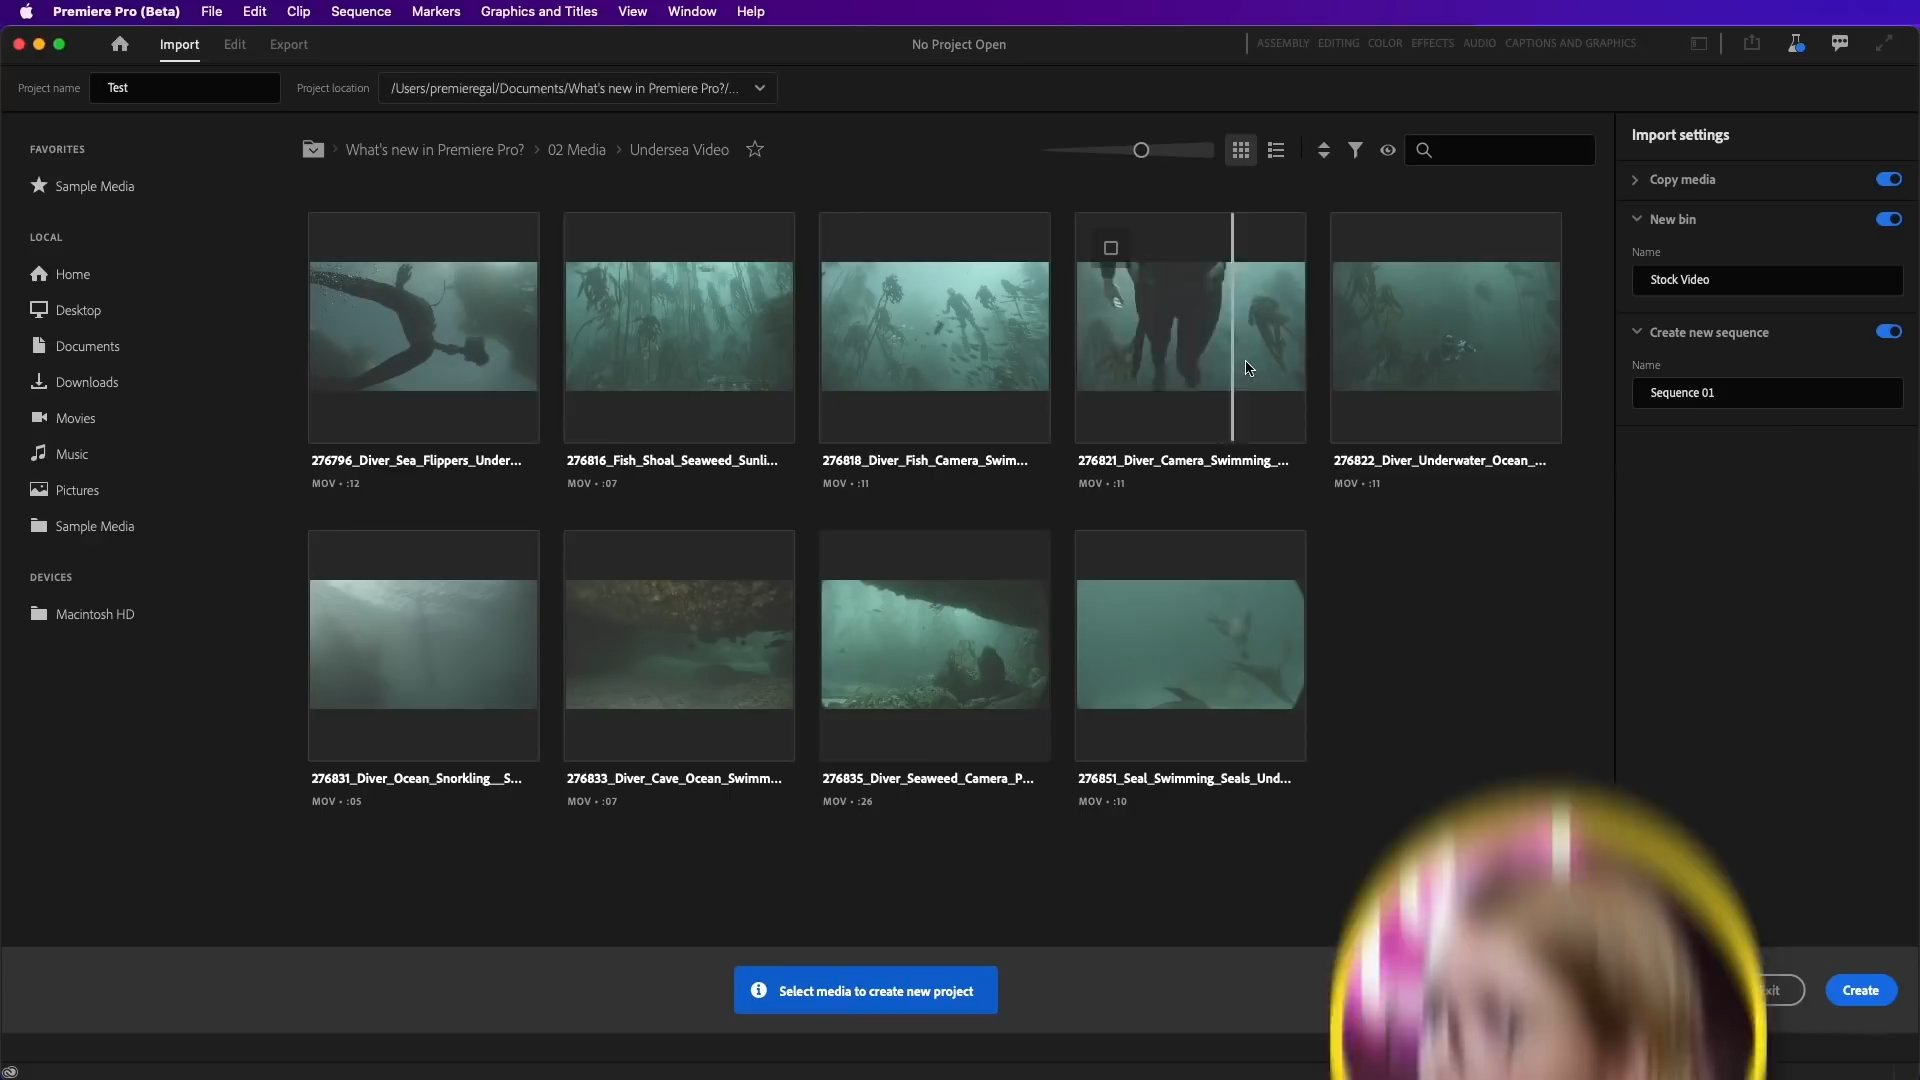 Premiere Pro (Beta) File Edit Clip Sequence Markers Graphics and Titles View Window Help
Import Edit Export No Project Open ASSEMBLY EDITING COLOR EFFECTS AUDIO CAPTIONS AND GRAPHICS
Project name Test Project location /Users/premieregal/Documents/What's new in Premiere Pro?/...
FAVORITES
Sample Media
LOCAL
Home
Desktop
Documents
Downloads
Movies
Music
Pictures
Sample Media
DEVICES
Macintosh HD
What's new in Premiere Pro? > 02 Media > Undersea Video
276796_Diver_Sea_Flippers_Under... 276816_Fish_Shoal_Seaweed_Sunli... 276818_Diver_Fish_Camera_Swim... 276821_Diver_Camera_Swimming_... 276822_Diver_Underwater_Ocean_...
MOV • :12 MOV • :07 MOV • :11 MOV • :11 MOV • :11
276831_Diver_Ocean_Snorkling__S... 276833_Diver_Cave_Ocean_Swimm... 276835_Diver_Seaweed_Camera_P... 276851_Seal_Swimming_Seals_Und...
MOV • :05 MOV • :07 MOV • :26 MOV • :10
Import settings
Copy media
New bin
Name
Stock Video
Create new sequence
Name
Sequence 01
Select media to create new project
Create